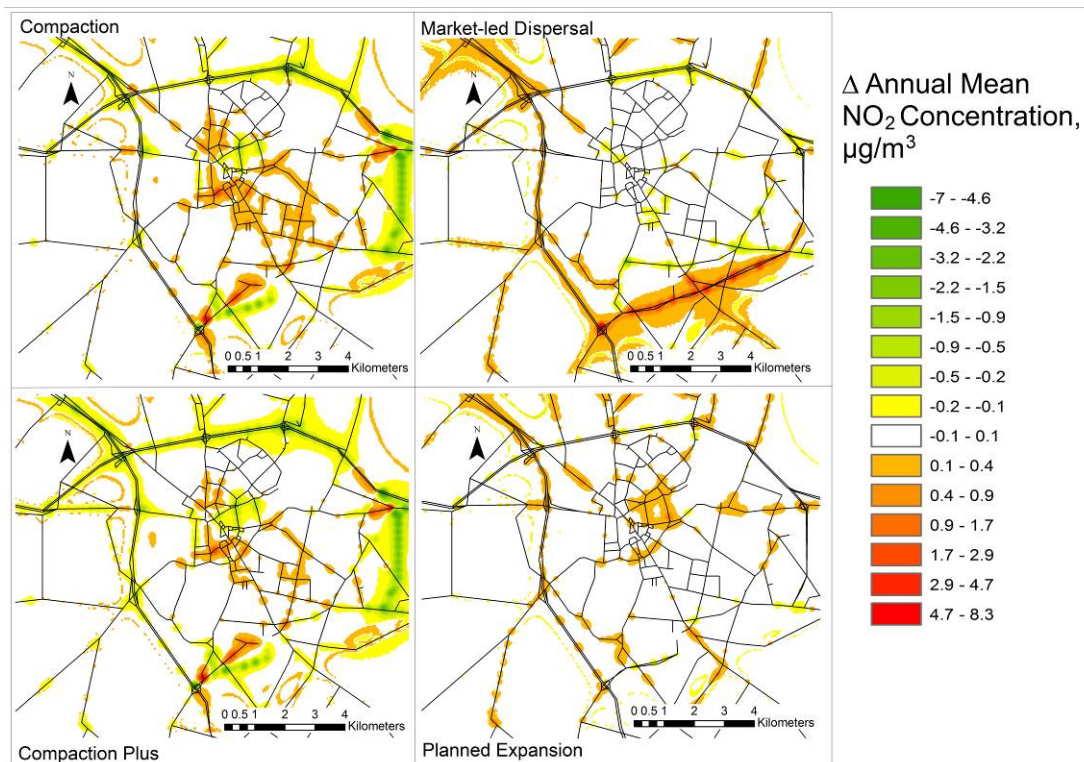 Compaction
Market-led Dispersal
N
N
0 0.5 1 2 3 4
Kilometers
0 0.5 1 2 3 4
Kilometers
N
N
0 0.5 1 2 3 4
Kilometers
0 0.5 1 2 3 4
Kilometers
Compaction Plus
Planned Expansion
Δ Annual Mean
NO₂ Concentration,
µg/m³
-7 - -4.6
-4.6 - -3.2
-3.2 - -2.2
-2.2 - -1.5
-1.5 - -0.9
-0.9 - -0.5
-0.5 - -0.2
-0.2 - -0.1
-0.1 - 0.1
0.1 - 0.4
0.4 - 0.9
0.9 - 1.7
1.7 - 2.9
2.9 - 4.7
4.7 - 8.3